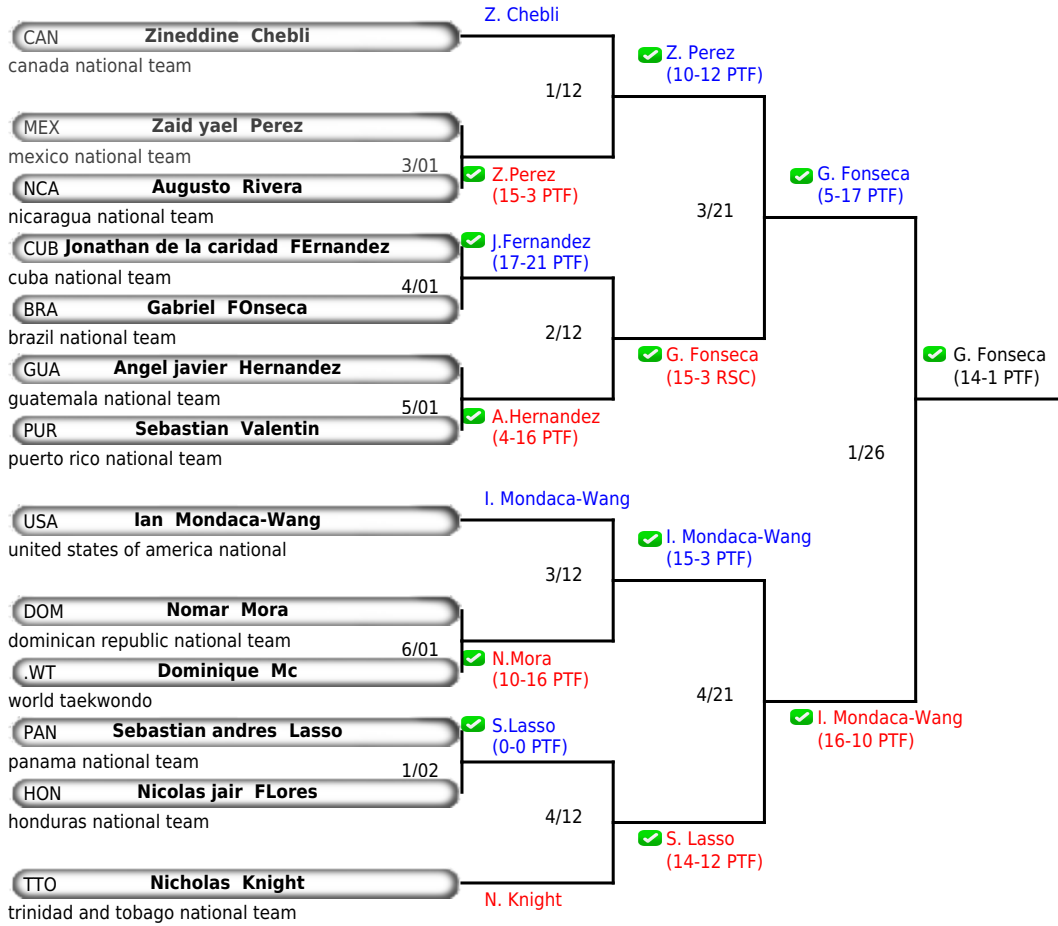 Z. Chebli
CAN Zineddine Chebli
canada national team
Z. Perez
(10-12 PTF)
1/12
MEX Zaid yael Perez
mexico national team
3/01
Z.Perez
(15-3 PTF)
NCA Augusto Rivera
nicaragua national team
G. Fonseca
(5-17 PTF)
3/21
CUB Jonathan de la caridad FErnandez
cuba national team
J.Fernandez
(17-21 PTF)
4/01
BRA Gabriel FOnseca
brazil national team
2/12
G. Fonseca
(15-3 RSC)
G. Fonseca
(14-1 PTF)
GUA Angel javier Hernandez
guatemala national team
5/01
A.Hernandez
(4-16 PTF)
PUR Sebastian Valentin
puerto rico national team
1/26
I. Mondaca-Wang
USA Ian Mondaca-Wang
united states of america national
I. Mondaca-Wang
(15-3 PTF)
3/12
DOM Nomar Mora
dominican republic national team
6/01
N.Mora
(10-16 PTF)
.WT Dominique Mc
world taekwondo
4/21
I. Mondaca-Wang
(16-10 PTF)
PAN Sebastian andres Lasso
panama national team
S.Lasso
(0-0 PTF)
1/02
HON Nicolas jair FLores
honduras national team
4/12
S. Lasso
(14-12 PTF)
TTO Nicholas Knight
trinidad and tobago national team
N. Knight